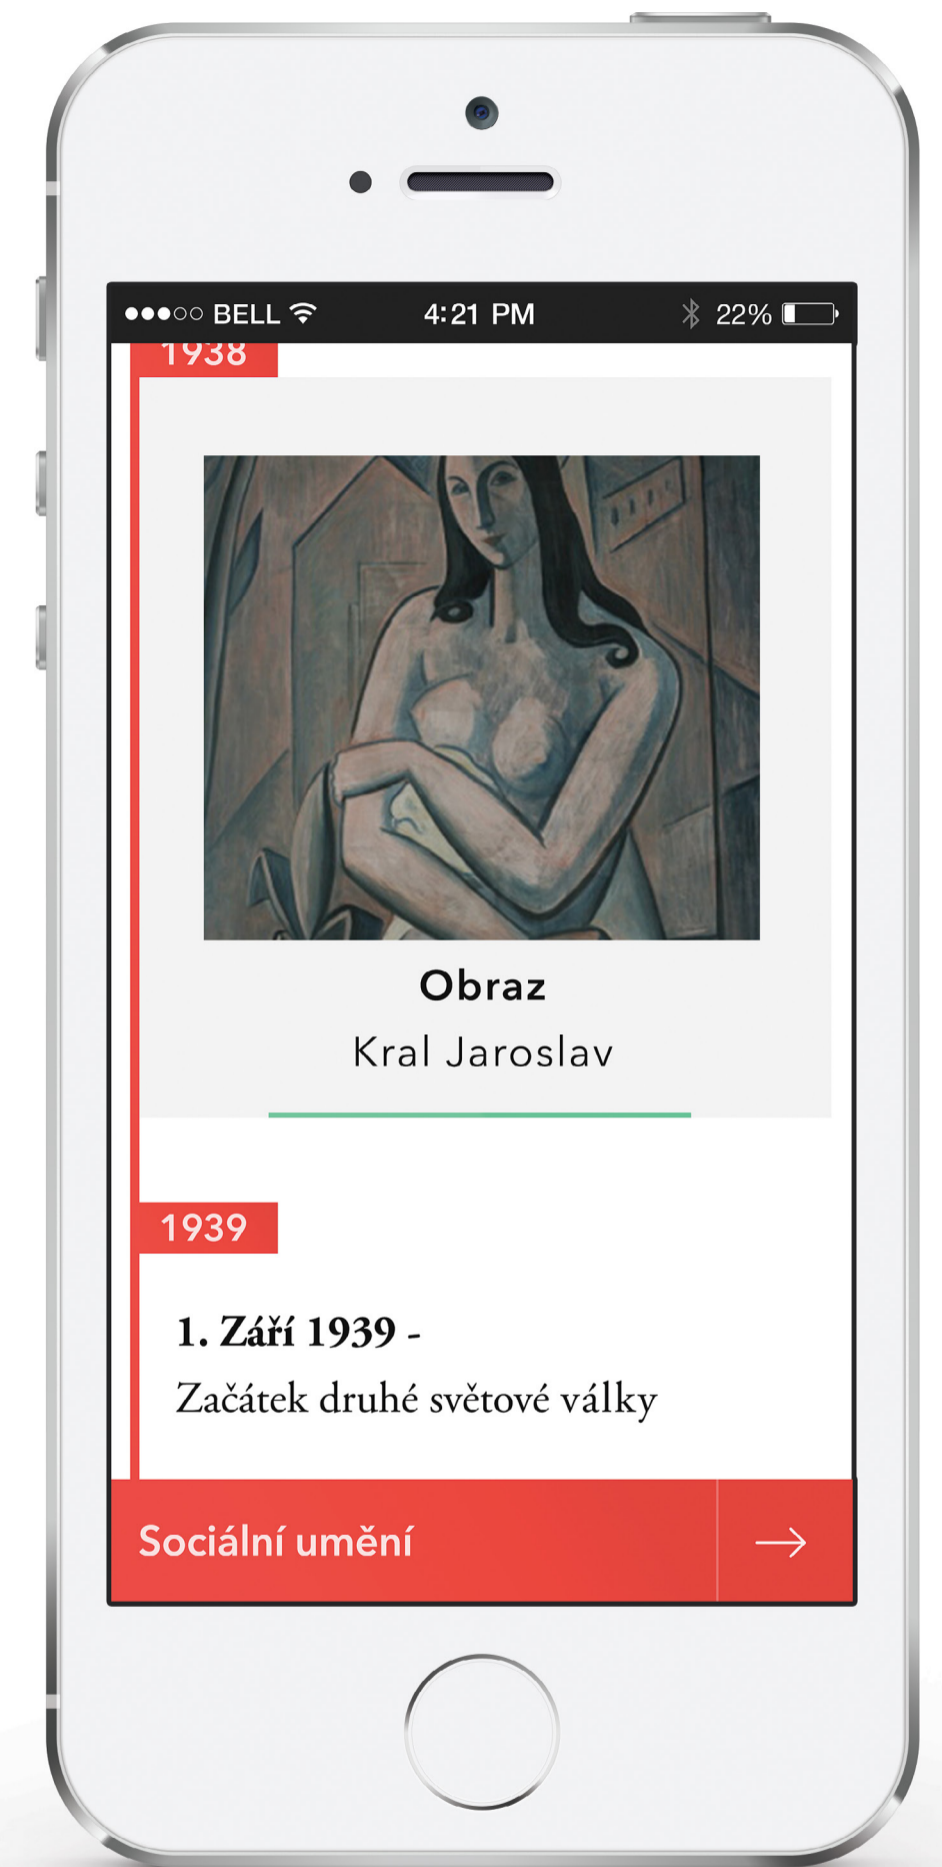 BELL 4:21 PM 22%
1938
Obraz
Kral Jaroslav
1939
1. Září 1939 -
Začátek druhé světové války
Sociální umění